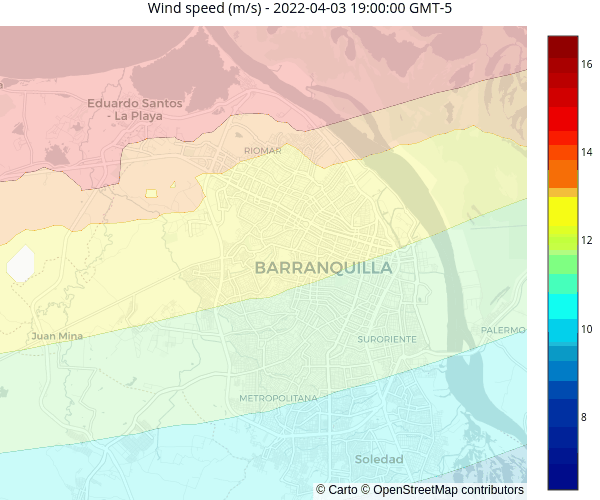 Wind speed (m/s) - 2022-04-03 19:00:00 GMT-5
16
14
12
10
8
Eduardo Santos
- La Playa
RIOMAR
BARRANQUILLA
Juan Mina
SURORIENTE
PALERMO
METROPOLITANA
Soledad
© Carto © OpenStreetMap contributors